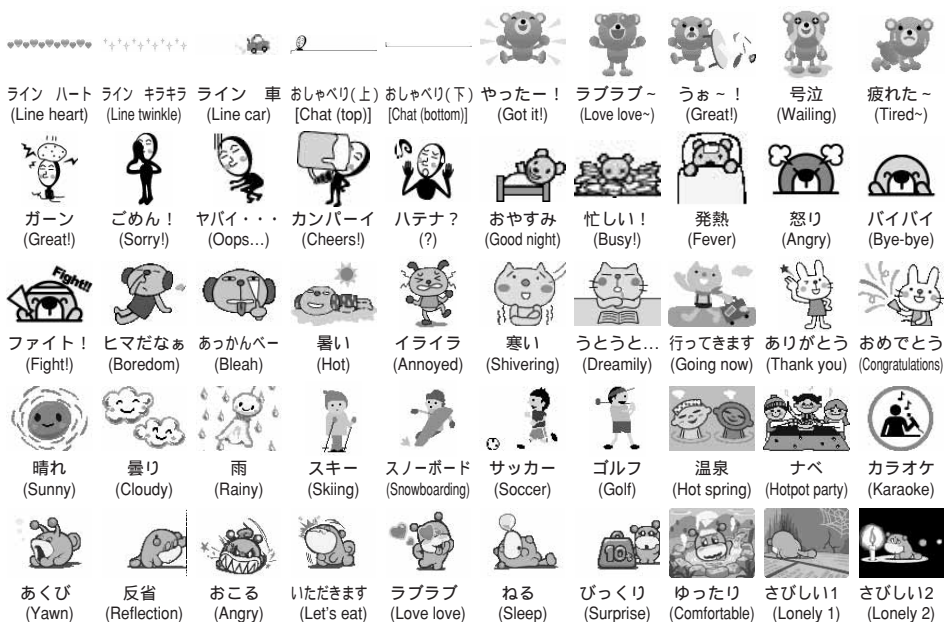 ライン ハート ライン キラキラ ライン 車 おしゃべり(上) おしゃべり(下) やったー! ラブラブ~ うぉ~! 号泣 疲れた~
(Line heart) (Line twinkle) (Line car) [Chat (top)] [Chat (bottom)] (Got it!) (Love love~) (Great!) (Wailing) (Tired~)
ガーン ごめん! ヤバイ・・・ カンパーイ ハテナ? おやすみ 忙しい! 発熱 怒り バイバイ
(Great!) (Sorry!) (Oops…) (Cheers!) (?) (Good night) (Busy!) (Fever) (Angry) (Bye-bye)
Fight!!
ファイト! ヒマだなぁ あっかんべー 暑い イライラ 寒い うとうと... 行ってきます ありがとう おめでとう
(Fight!) (Boredom) (Bleah) (Hot) (Annoyed) (Shivering) (Dreamily) (Going now) (Thank you) (Congratulations)
晴れ 曇り 雨 スキー スノーボード サッカー ゴルフ 温泉 ナベ カラオケ
(Sunny) (Cloudy) (Rainy) (Skiing) (Snowboarding) (Soccer) (Golf) (Hot spring) (Hotpot party) (Karaoke)
10
あくび 反省 おこる いただきます ラブラブ ねる びっくり ゆったり さびしい1 さびしい2
(Yawn) (Reflection) (Angry) (Let's eat) (Love love) (Sleep) (Surprise) (Comfortable) (Lonely 1) (Lonely 2)